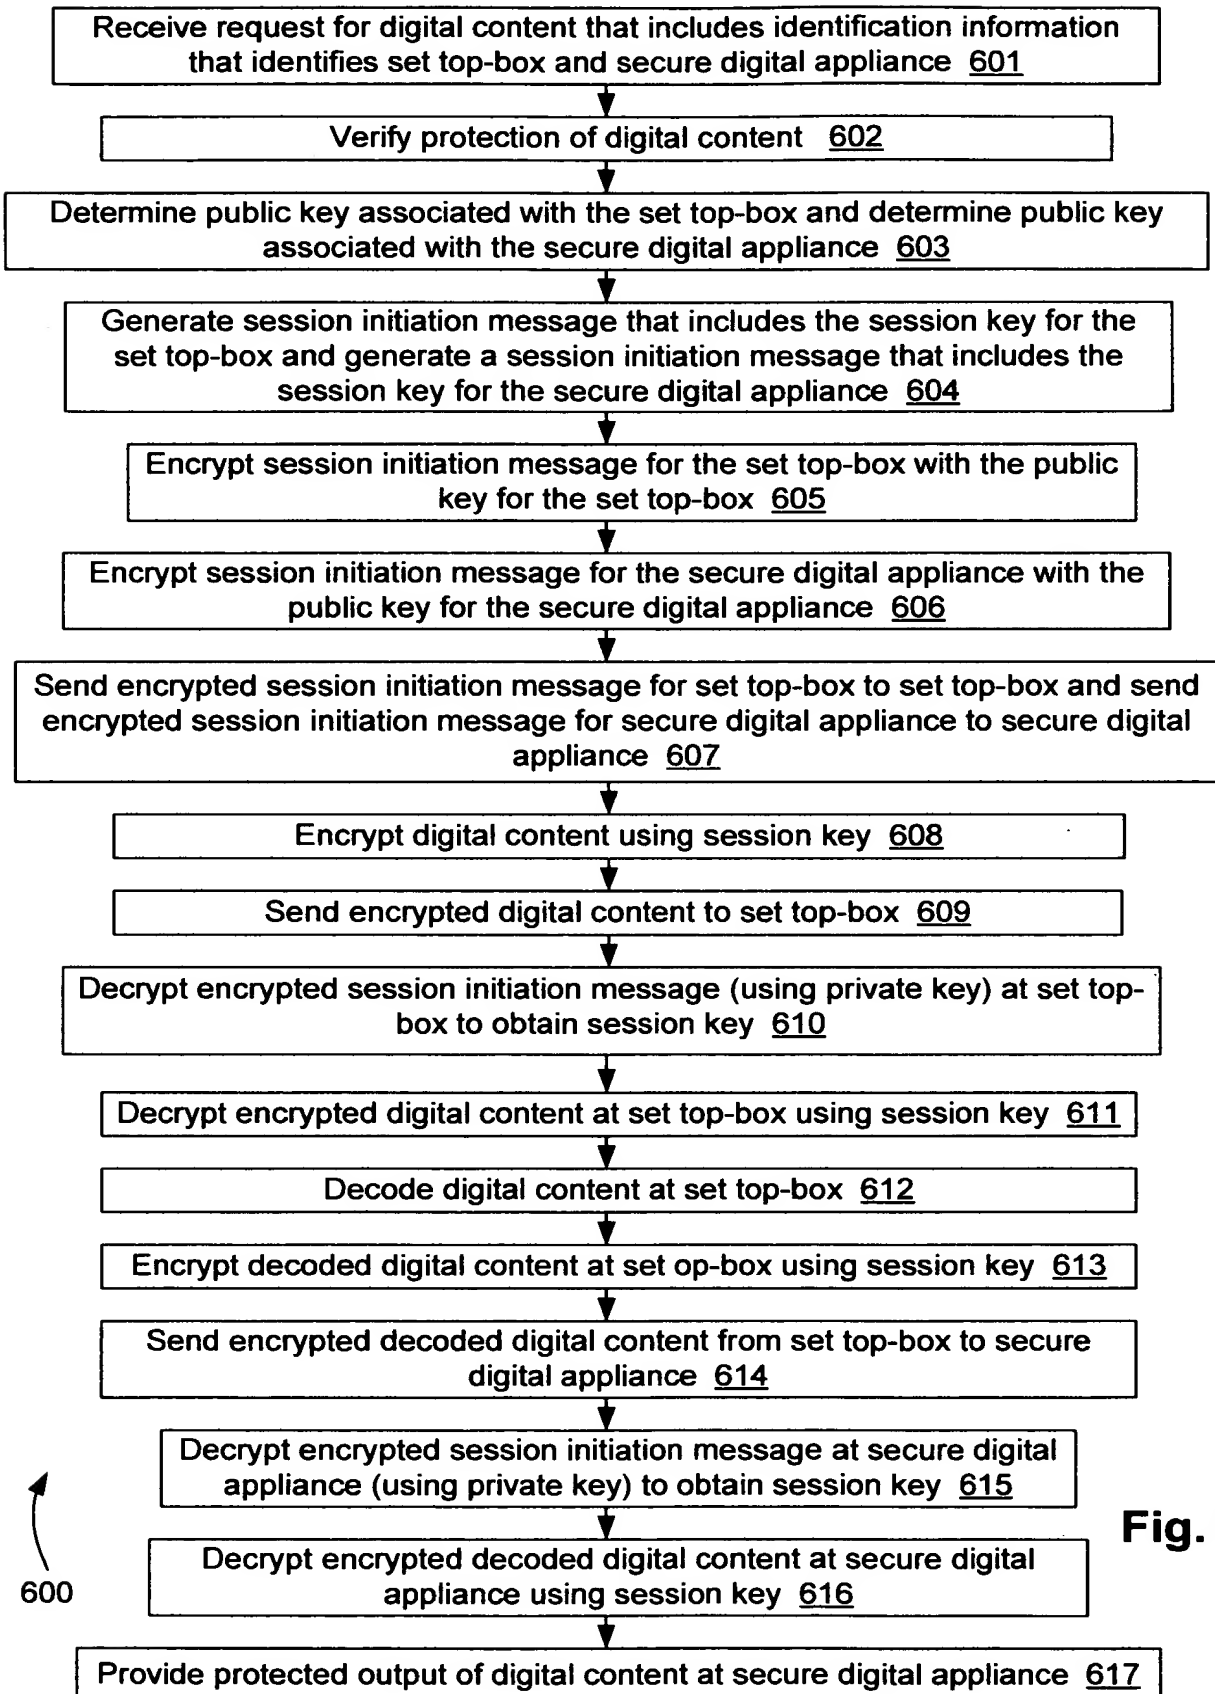 Receive request for digital content that includes identification information
that identifies set top-box and secure digital appliance 601
Verify protection of digital content 602
Determine public key associated with the set top-box and determine public key
associated with the secure digital appliance 603
Generate session initiation message that includes the session key for the
set top-box and generate a session initiation message that includes the
session key for the secure digital appliance 604
Encrypt session initiation message for the set top-box with the public
key for the set top-box 605
Encrypt session initiation message for the secure digital appliance with the
public key for the secure digital appliance 606
Send encrypted session initiation message for set top-box to set top-box and send
encrypted session initiation message for secure digital appliance to secure digital
appliance 607
Encrypt digital content using session key 608
Send encrypted digital content to set top-box 609
Decrypt encrypted session initiation message (using private key) at set top-
box to obtain session key 610
Decrypt encrypted digital content at set top-box using session key 611
Decode digital content at set top-box 612
Encrypt decoded digital content at set op-box using session key 613
Send encrypted decoded digital content from set top-box to secure
digital appliance 614
Decrypt encrypted session initiation message at secure digital
appliance (using private key) to obtain session key 615
Decrypt encrypted decoded digital content at secure digital
appliance using session key 616
Provide protected output of digital content at secure digital appliance 617
600
Fig.